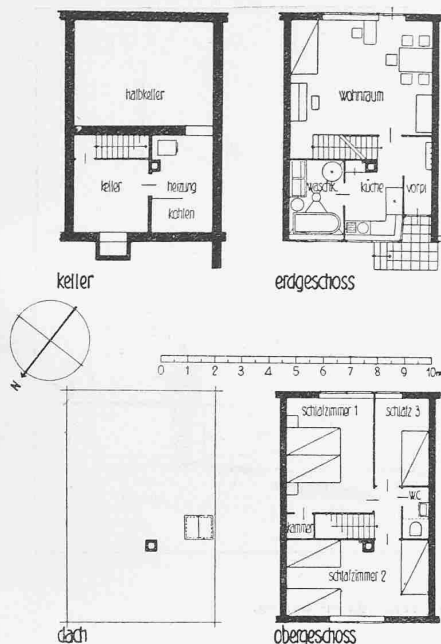 halbkeller
keller
heizung
kohlen
keller
wohnraum
waschk.
küche
vorpl
erdgeschoss
N
0 1 2 3 4 5 6 7 8 9 10m
dach
schlafzimmer 1
schlafz 3
w.c.
kammer
schlafzimmer 2
obergeschoss